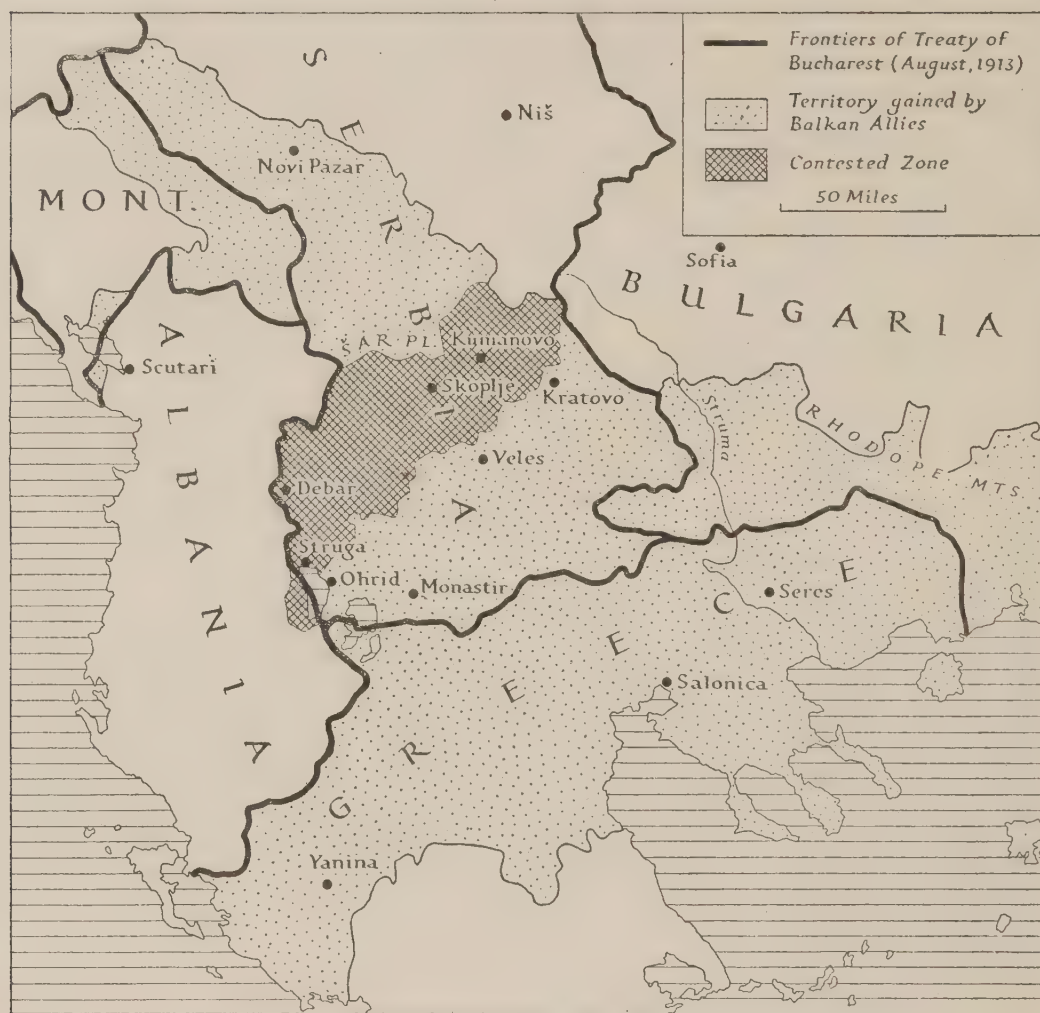 Frontiers of Treaty of
Bucharest (August, 1913)
Territory gained by
Balkan Allies
Contested Zone
50 Miles
SERBIA
Niš
Novi Pazar
MONT.
Sofia
BULGARIA
ŠAR PL.
Kumanovo
Scutari
Skoplje
Kratovo
Struma
RHODOPE MTS
ALBANIA
Veles
Debar
Struga
Ohrid
Monastir
Seres
GREECE
Salonica
Yanina